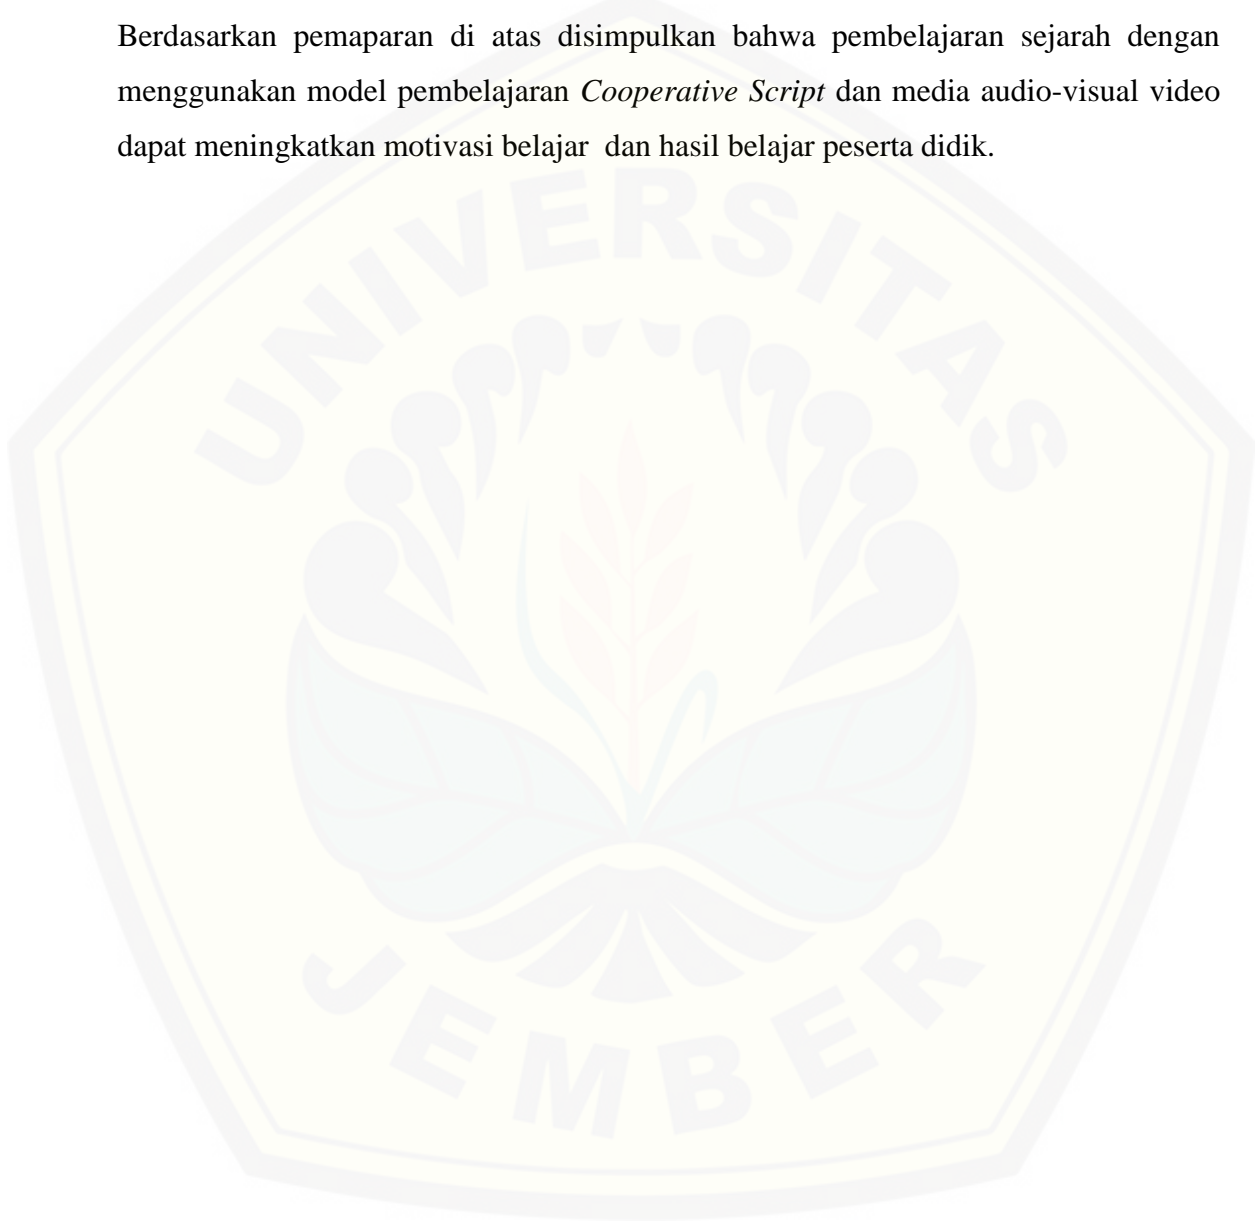 Berdasarkan pemaparan di atas disimpulkan bahwa pembelajaran sejarah dengan
menggunakan model pembelajaran Cooperative Script dan media audio-visual video
dapat meningkatkan motivasi belajar  dan hasil belajar peserta didik.
UNIVERSITAS
JEMBER